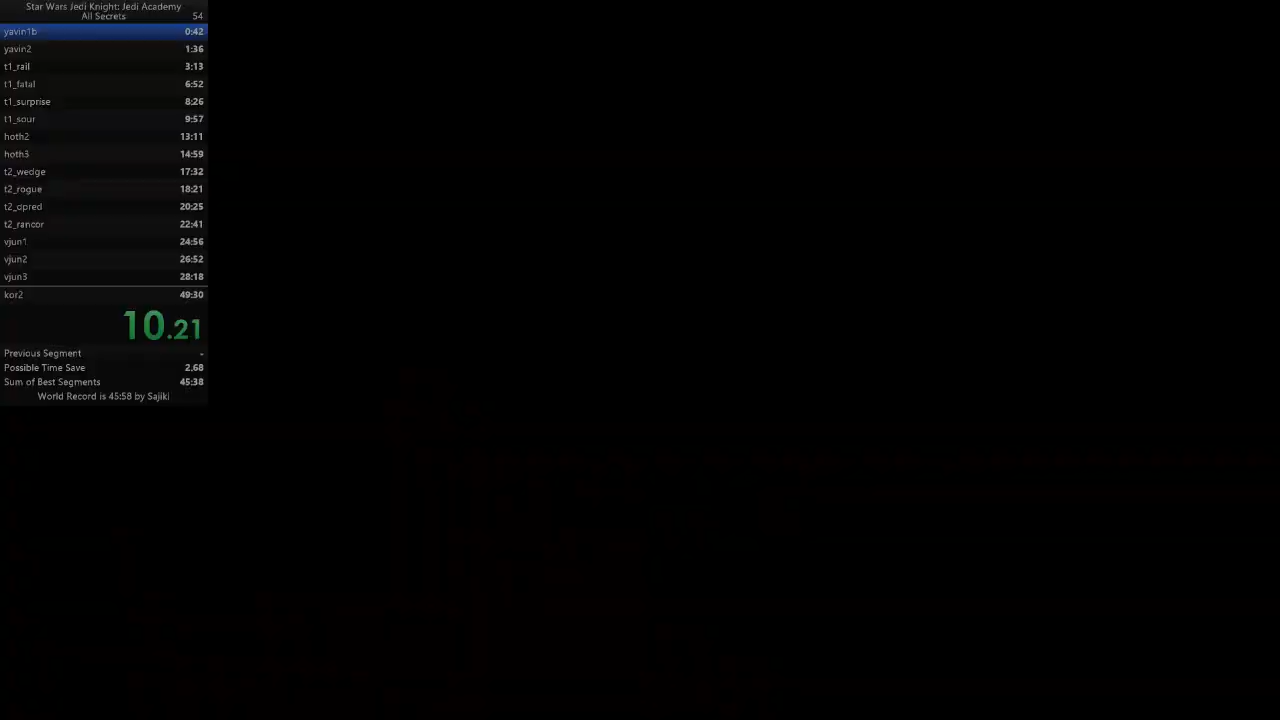 Star Wars Jedi Knight: Jedi Academy
All Secrets 54
yavin1b 0:42
yavin2 1:36
t1_rail 3:13
t1_fatal 6:52
t1_surprise 8:26
t1_sour 9:57
hoth2 13:11
hoth3 14:59
t2_wedge 17:32
t2_rogue 18:21
t2_dpred 20:25
t2_rancor 22:41
vjun1 24:56
vjun2 26:52
vjun3 28:18
kor2 49:30
10.21
Previous Segment -
Possible Time Save 2.68
Sum of Best Segments 45:38
World Record is 45:58 by Sajiki